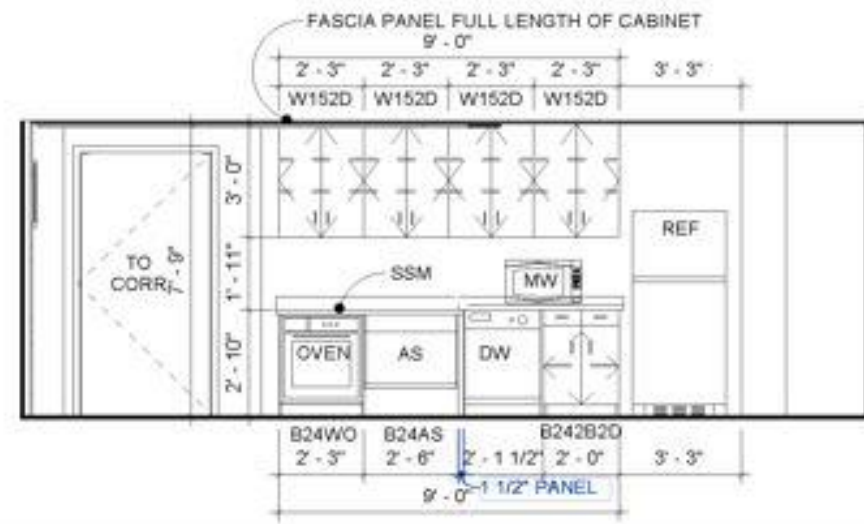 FASCIA PANEL FULL LENGTH OF CABINET
9' - 0"
2' - 3" 2' - 3" 2' - 3" 2' - 3" 3' - 3"
W152D W152D W152D W152D
3' - 0"
REF
TO
CORR.
7' - 9"
1' - 11"
SSM
MW
OVEN AS DW
2' - 10"
B24WO B24AS B242B2D
2' - 3" 2' - 6" 2' - 1 1/2" 2' - 0" 3' - 3"
1 1/2" PANEL
9' - 0"